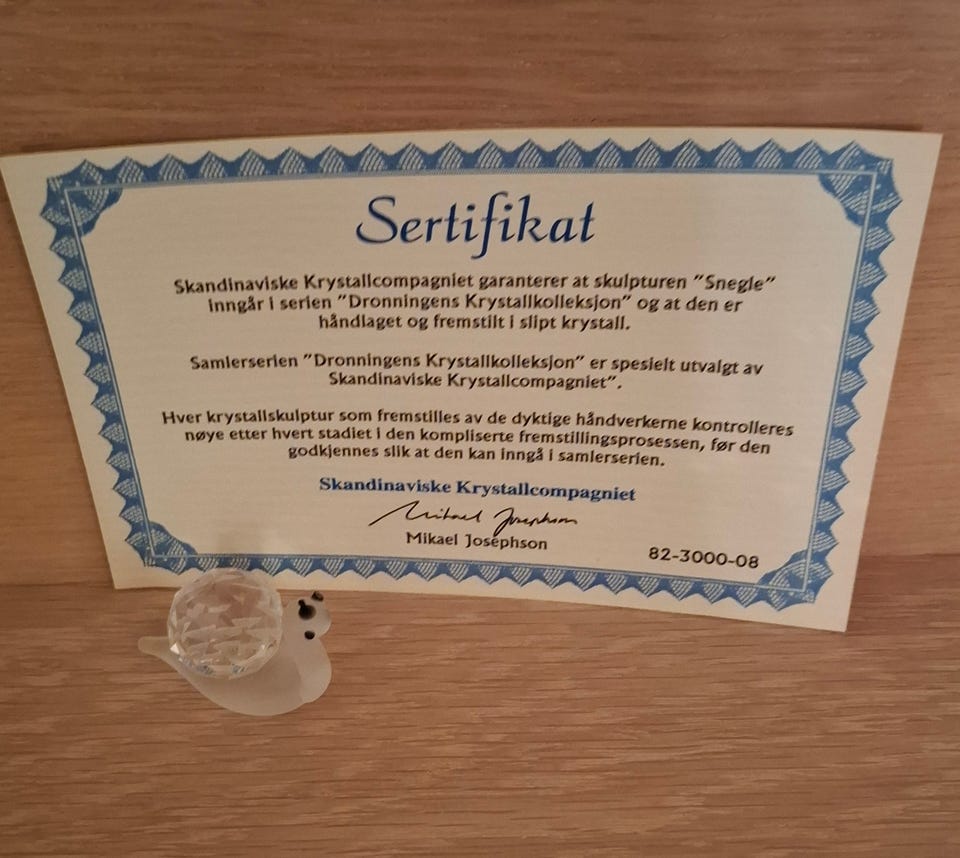 Sertifikat
Skandinaviske Krystallcompagniet garanterer at skulpturen "Snegle"
inngår i serien "Dronningens Krystallkolleksjon" og at den er
håndlaget og fremstilt i slipt krystall.
Samlerserien "Dronningens Krystallkolleksjon" er spesielt utvalgt av
Skandinaviske Krystallcompagniet".
Hver krystallskulptur som fremstilles av de dyktige håndverkerne kontrolleres
nøye etter hvert stadiet i den kompliserte fremstillingsprosessen, før den
godkjennes slik at den kan inngå i samlerserien.
Skandinaviske Krystallcompagniet
Mikael Josephson
Mikael Josephson
82-3000-08